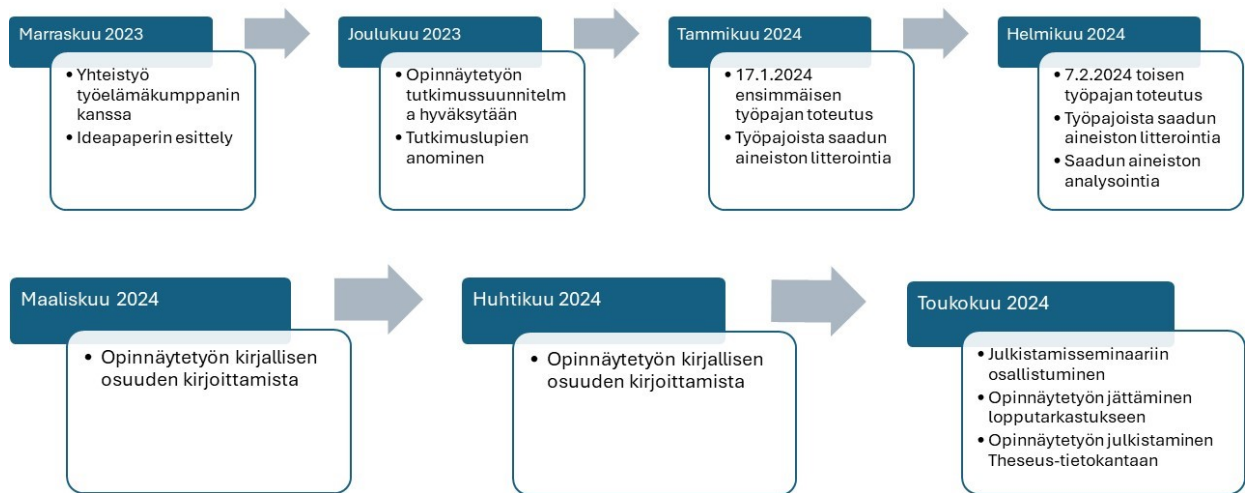 Marraskuu 2023
• Yhteistyö
työelämäkumppanin
kanssa
• Ideapaperin esittely
Joulukuu 2023
• Opinnäytetyön
tutkimussuunnitelm
a hyväksytään
• Tutkimuslupien
anominen
Tammikuu 2024
• 17.1.2024
ensimmäisen
työpajan toteutus
• Työpajoista saadun
aineiston litterointia
Helmikuu 2024
• 7.2.2024 toisen
työpajan toteutus
• Työpajoista saadun
aineiston litterointia
• Saadun aineiston
analysointia
Maaliskuu 2024
• Opinnäytetyön kirjallisen
osuuden kirjoittamista
Huhtikuu 2024
• Opinnäytetyön kirjallisen
osuuden kirjoittamista
Toukokuu 2024
• Julkistamisseminaariin
osallistuminen
• Opinnäytetyön jättäminen
lopputarkastukseen
• Opinnäytetyön julkistaminen
Theseus-tietokantaan